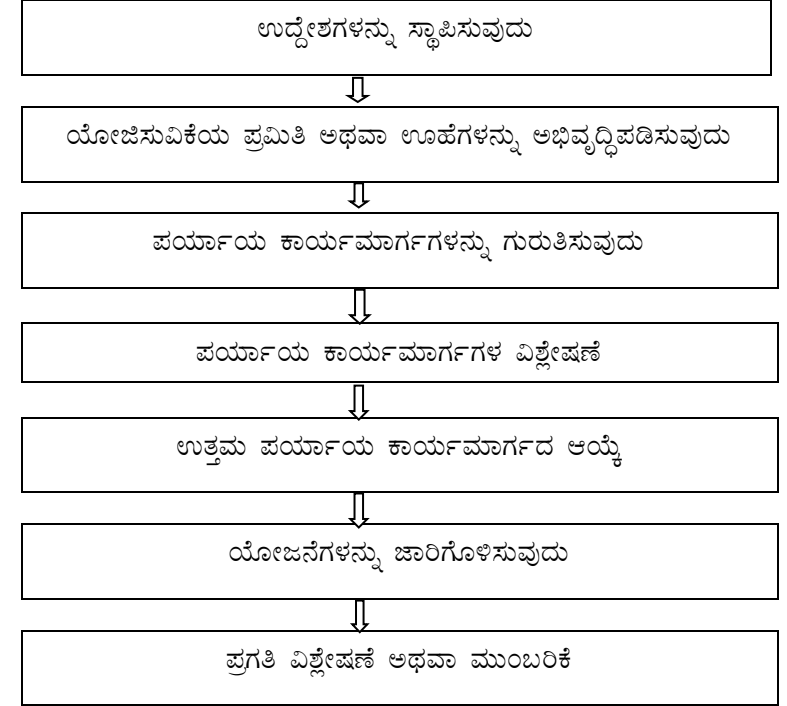 ಉದ್ದೇಶಗಳನ್ನು ಸ್ಥಾಪಿಸುವುದು
ಯೋಜಿಸುವಿಕೆಯ ಪ್ರಮಿತಿ ಅಥವಾ ಊಹೆಗಳನ್ನು ಅಭಿವೃದ್ಧಿಪಡಿಸುವುದು
ಪರ್ಯಾಯ ಕಾರ್ಯಮಾರ್ಗಗಳನ್ನು ಗುರುತಿಸುವುದು
ಪರ್ಯಾಯ ಕಾರ್ಯಮಾರ್ಗಗಳ ವಿಶ್ಲೇಷಣೆ
ಉತ್ತಮ ಪರ್ಯಾಯ ಕಾರ್ಯಮಾರ್ಗದ ಆಯ್ಕೆ
ಯೋಜನೆಗಳನ್ನು ಜಾರಿಗೊಳಿಸುವುದು
ಪ್ರಗತಿ ವಿಶ್ಲೇಷಣೆ ಅಥವಾ ಮುಂಬರಿಕೆ